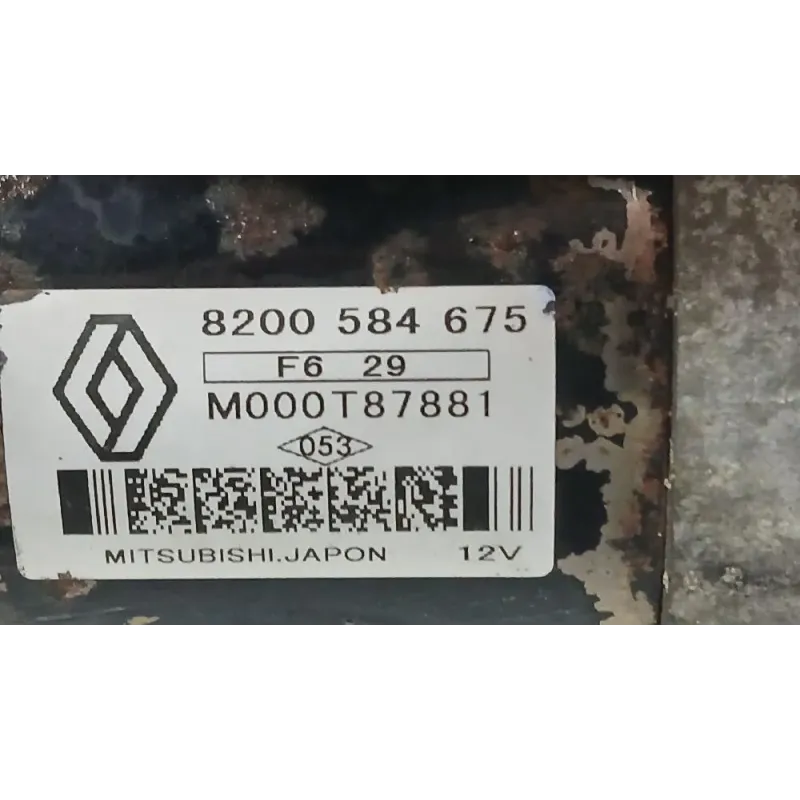 8200 584 675
F6 29
M000T87881
053
MITSUBISHI.JAPON 12V